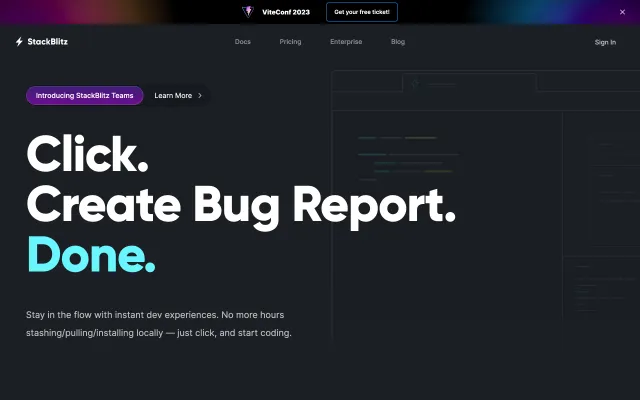 ViteConf 2023
Get your free ticket!
StackBlitz
Docs
Pricing
Enterprise
Blog
Sign In
Introducing StackBlitz Teams
Learn More
Click.
Create Bug Report.
Done.
Stay in the flow with instant dev experiences. No more hours
stashing/pulling/installing locally — just click, and start coding.